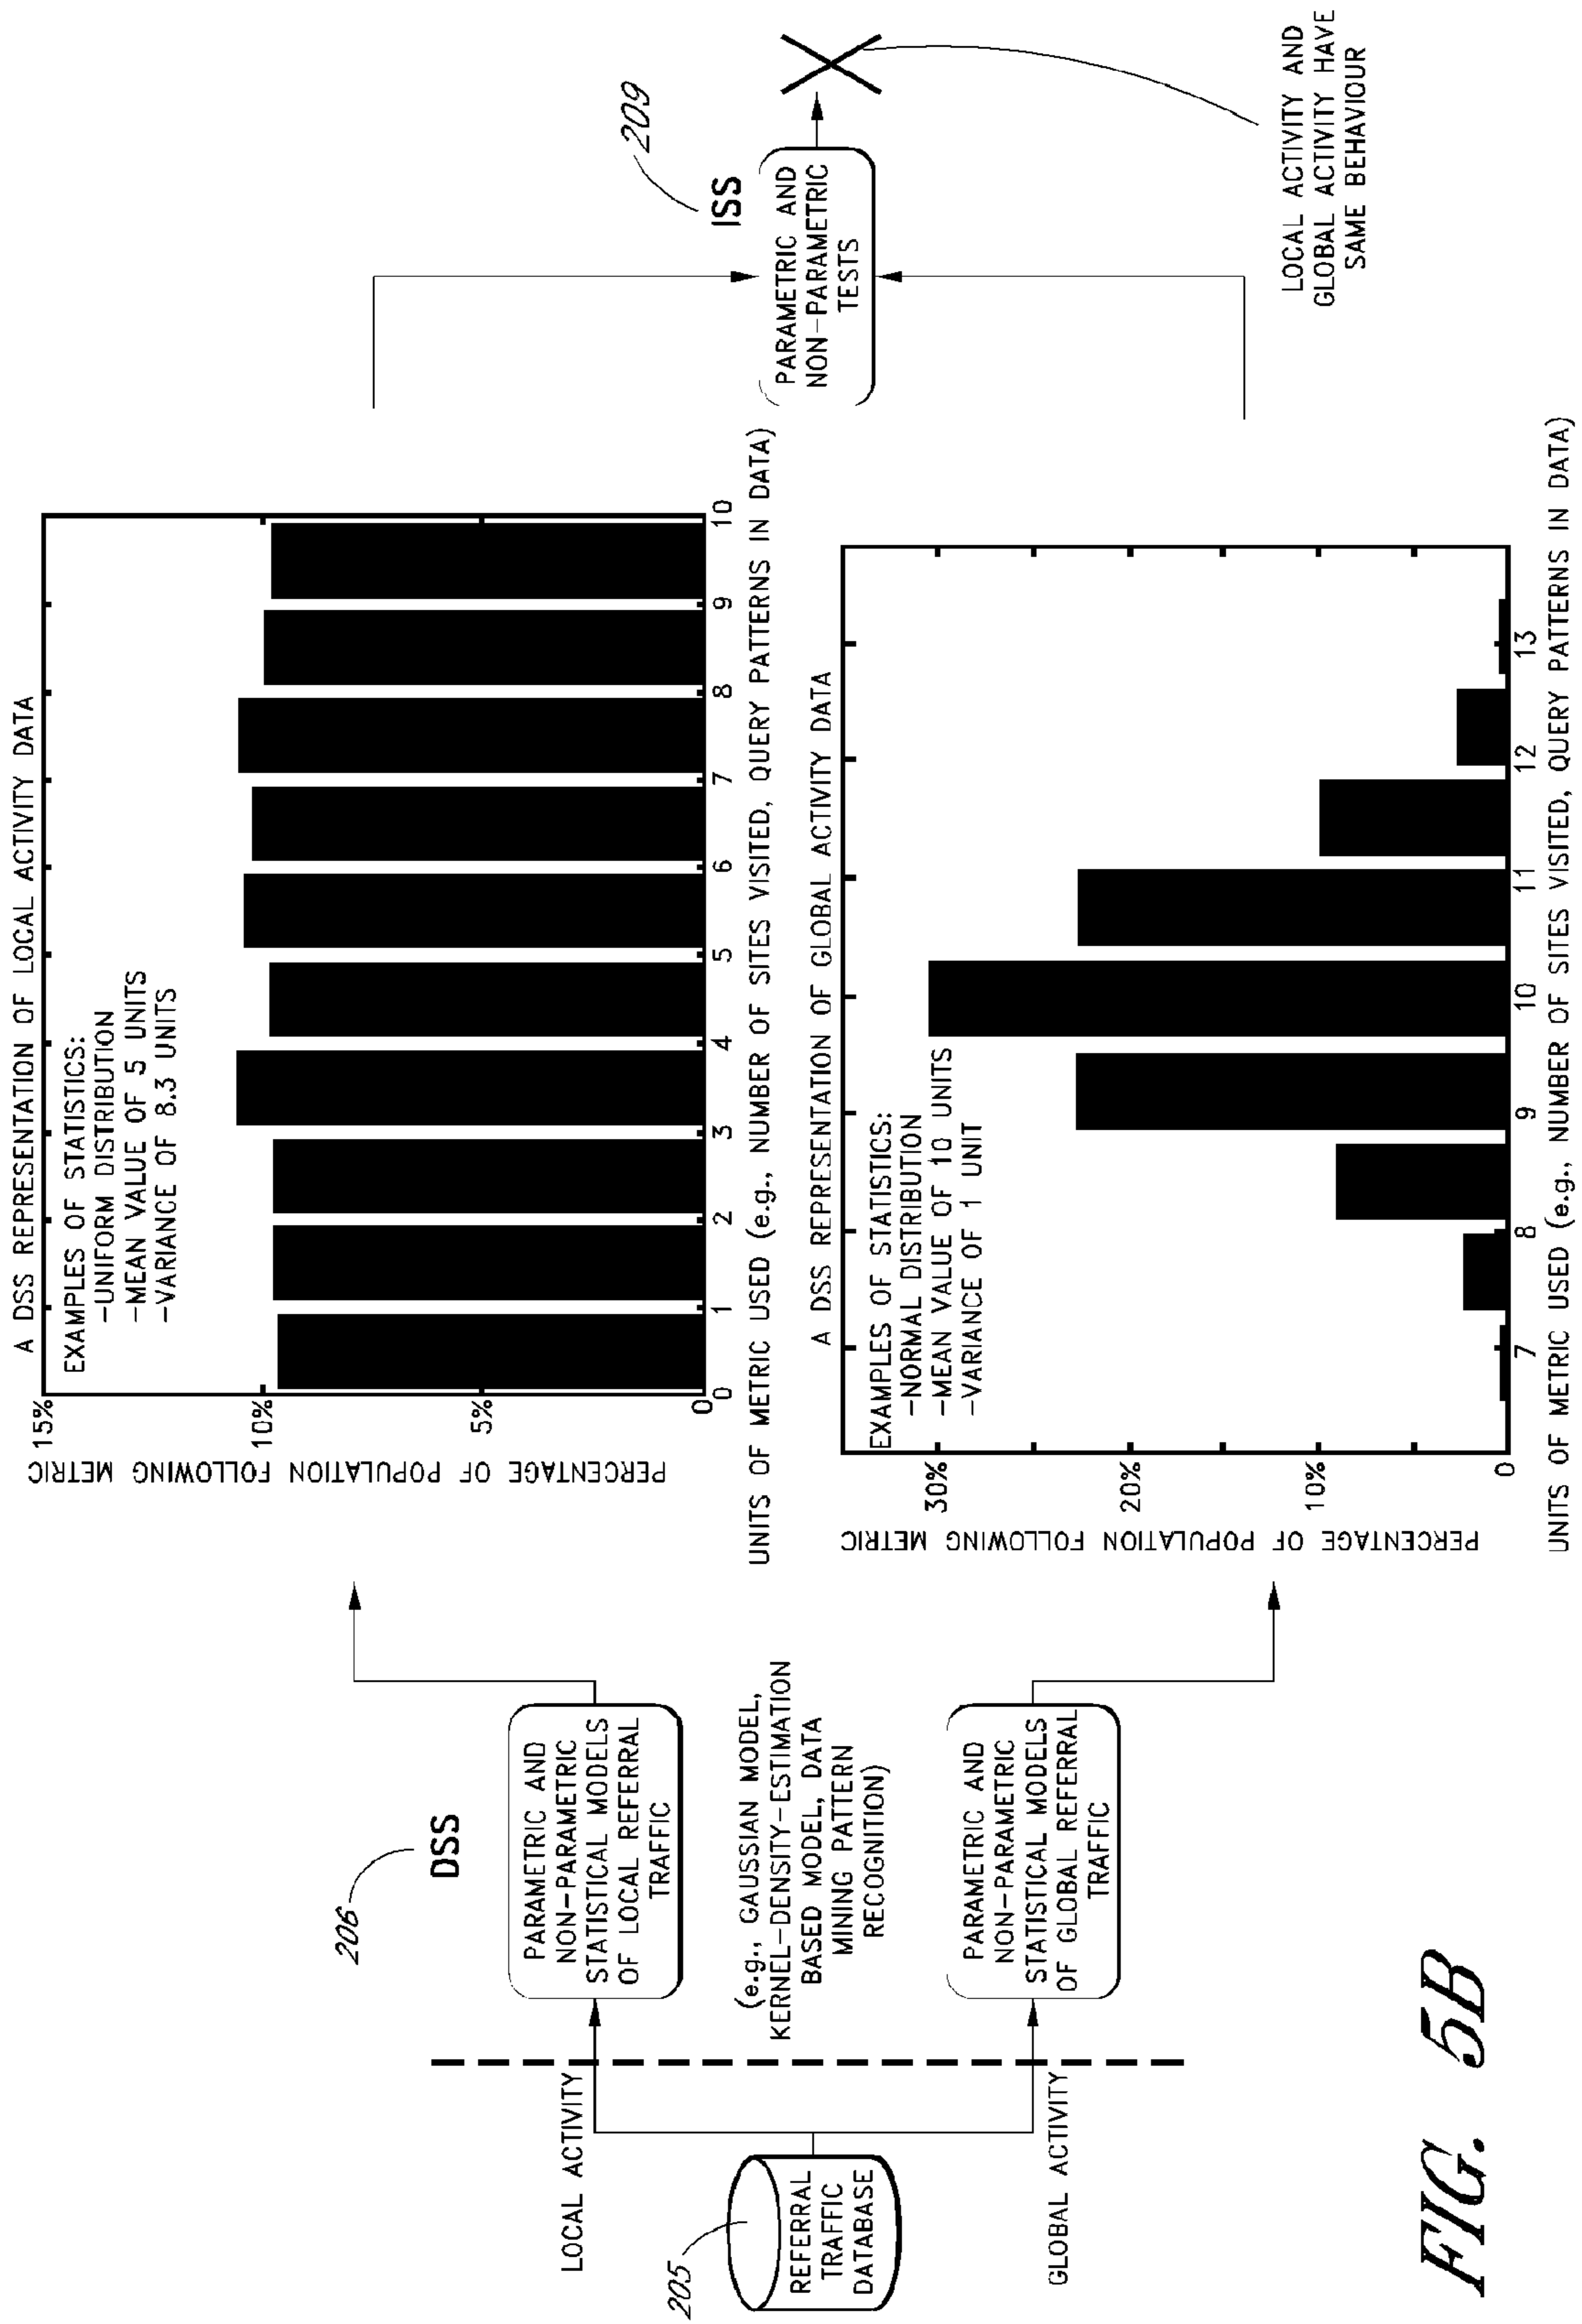 205
REFERRAL
TRAFFIC
DATABASE
LOCAL ACTIVITY
GLOBAL ACTIVITY
206
DSS
PARAMETRIC AND
NON-PARAMETRIC
STATISTICAL MODELS
OF LOCAL REFERRAL
TRAFFIC
(e.g., GAUSSIAN MODEL,
KERNEL-DENSITY-ESTIMATION
BASED MODEL, DATA
MINING PATTERN
RECOGNITION)
PARAMETRIC AND
NON-PARAMETRIC
STATISTICAL MODELS
OF GLOBAL REFERRAL
TRAFFIC
A DSS REPRESENTATION OF LOCAL ACTIVITY DATA
EXAMPLES OF STATISTICS:
-UNIFORM DISTRIBUTION
-MEAN VALUE OF 5 UNITS
-VARIANCE OF 8.3 UNITS
PERCENTAGE OF POPULATION FOLLOWING METRIC
15%
10%
5%
0
0 1 2 3 4 5 6 7 8 9 10
UNITS OF METRIC USED (e.g., NUMBER OF SITES VISITED, QUERY PATTERNS IN DATA)
A DSS REPRESENTATION OF GLOBAL ACTIVITY DATA
EXAMPLES OF STATISTICS:
-NORMAL DISTRIBUTION
-MEAN VALUE OF 10 UNITS
-VARIANCE OF 1 UNIT
PERCENTAGE OF POPULATION FOLLOWING METRIC
30%
20%
10%
0
7 8 9 10 11 12 13
UNITS OF METRIC USED (e.g., NUMBER OF SITES VISITED, QUERY PATTERNS IN DATA)
209
ISS
PARAMETRIC AND
NON-PARAMETRIC
TESTS
LOCAL ACTIVITY AND
GLOBAL ACTIVITY HAVE
SAME BEHAVIOUR
FIG. 5B